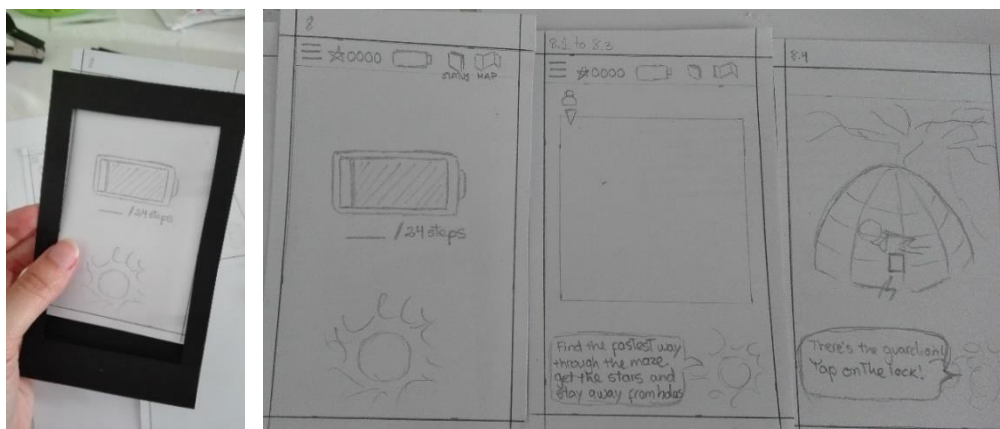 /24 steps
8
☆0000
STATUS MAP
/24 steps
8.1 to 8.3
☆0000
Find the fastest way
through the maze
get the stars and
stay away from holes
8.4
There's the guardian!
Tap on the lock!